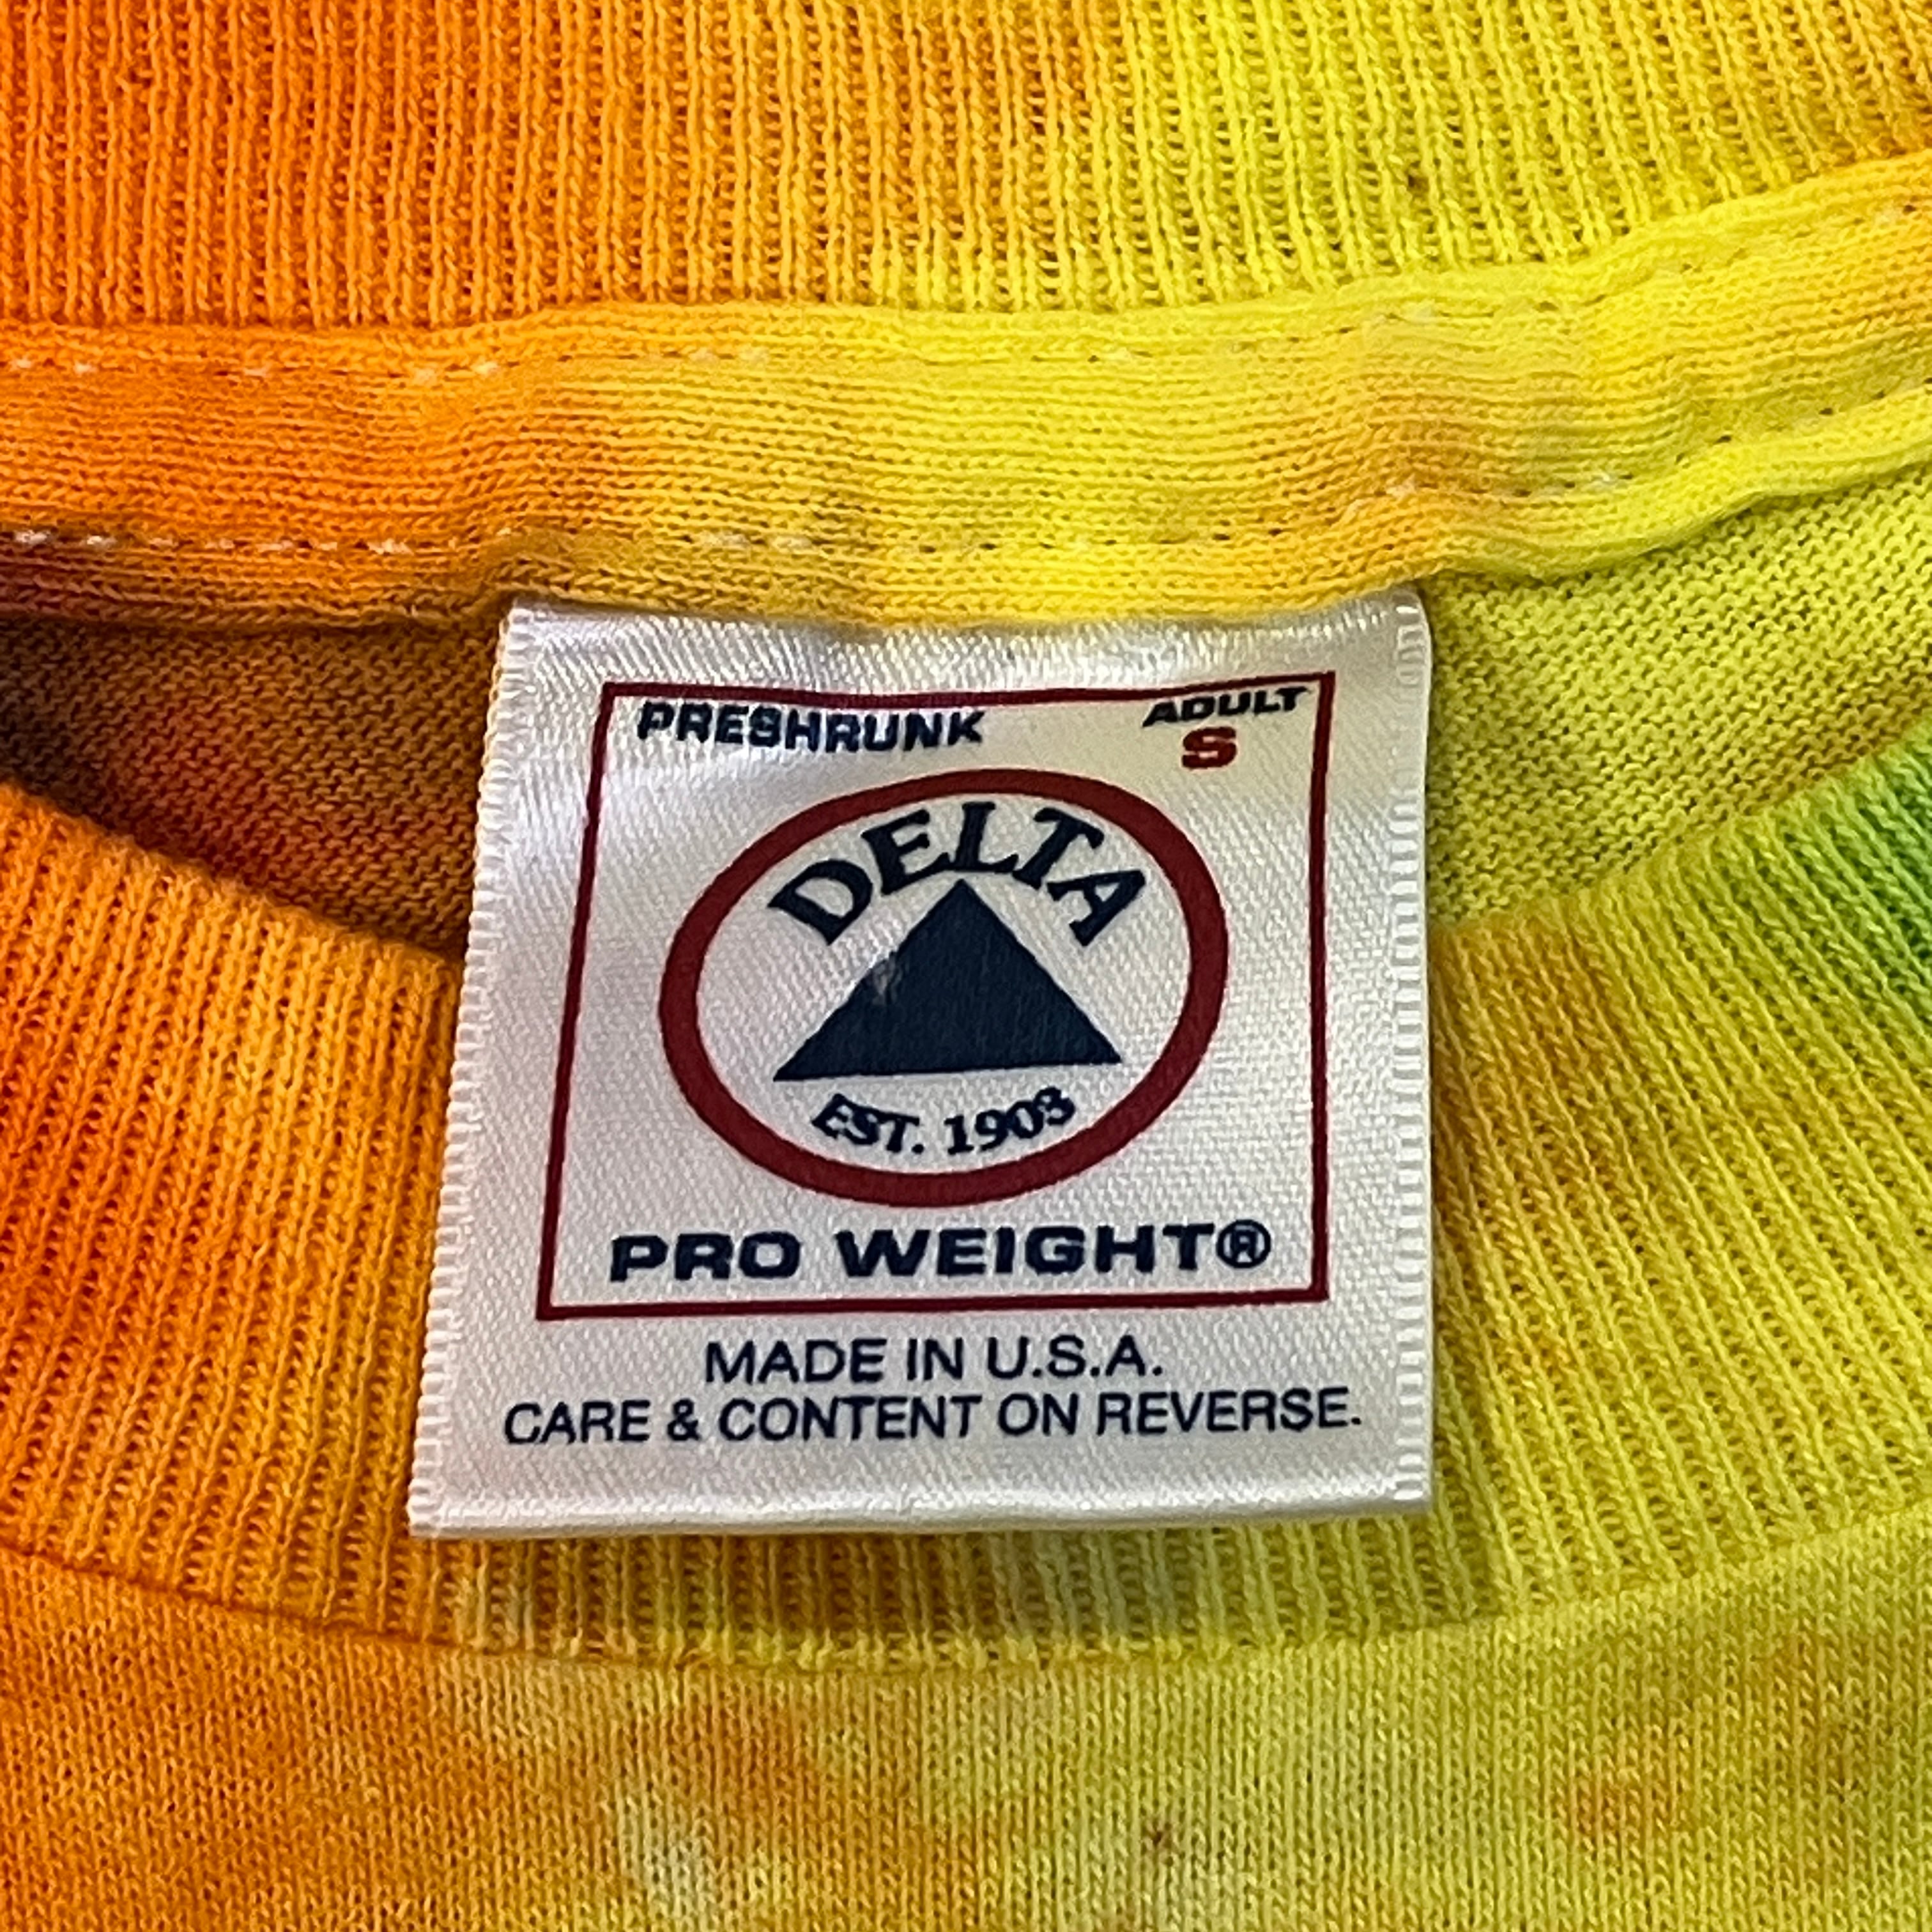 PRESHRUNK ADULT
S
DELTA
EST. 1903
PRO WEIGHT®
MADE IN U.S.A.
CARE & CONTENT ON REVERSE.